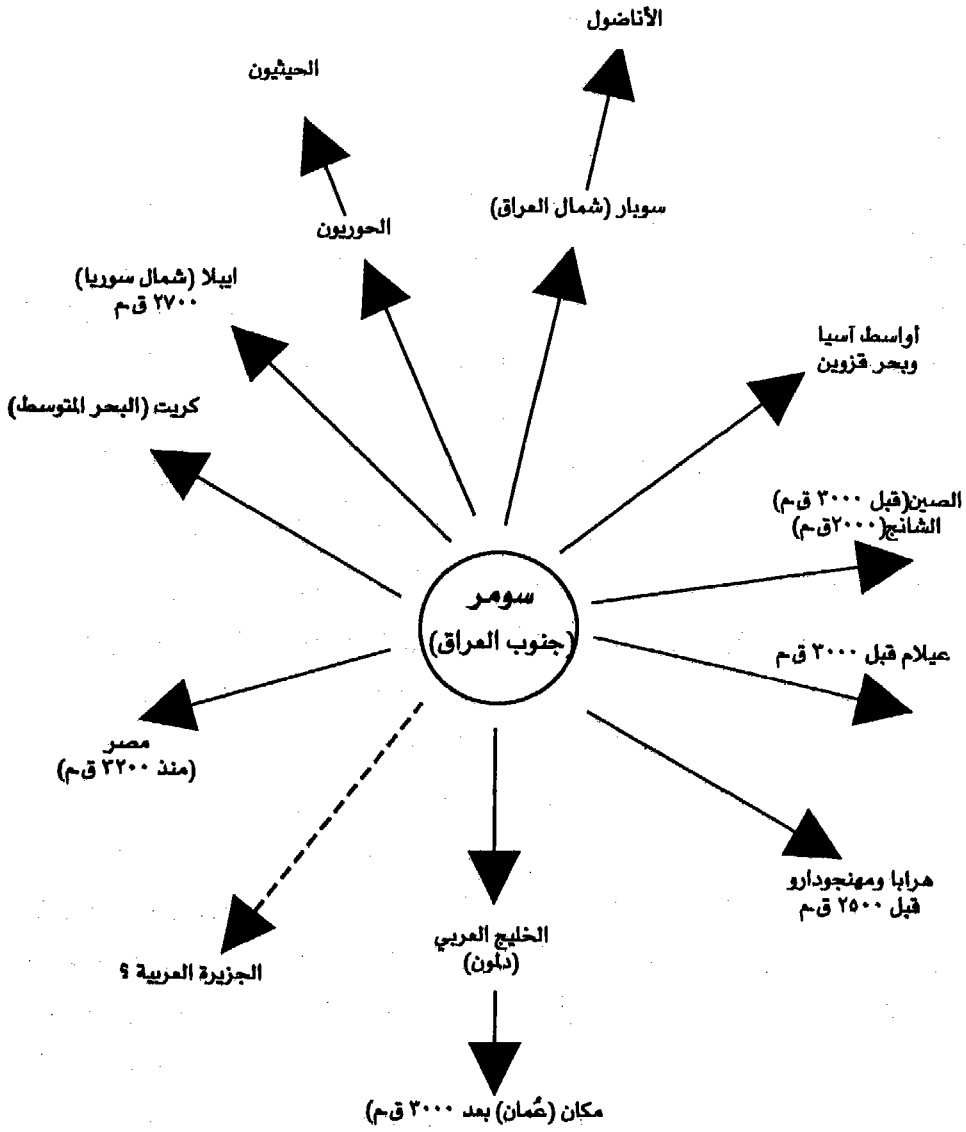 الأناضول
الحيثيون
سوبار (شمال العراق)
الحوريون
ايبلا (شمال سوريا)
٢٧٠٠ ق.م
أواسط آسيا
وبحر قزوين
كريت (البحر المتوسط)
الصين(قبل ٣٠٠٠ ق.م)
الشانج(٢٠٠٠ق.م)
سومر
(جنوب العراق)
عيلام قبل ٣٠٠٠ ق.م
مصر
(منذ ٣٢٠٠ ق.م)
هرابا ومهنجودارو
قبل ٢٥٠٠ ق.م
الخليج العربي
(دلمون)
الجزيرة العربية ؟
مكان (عُمان) بعد ٣٠٠٠ ق.م)